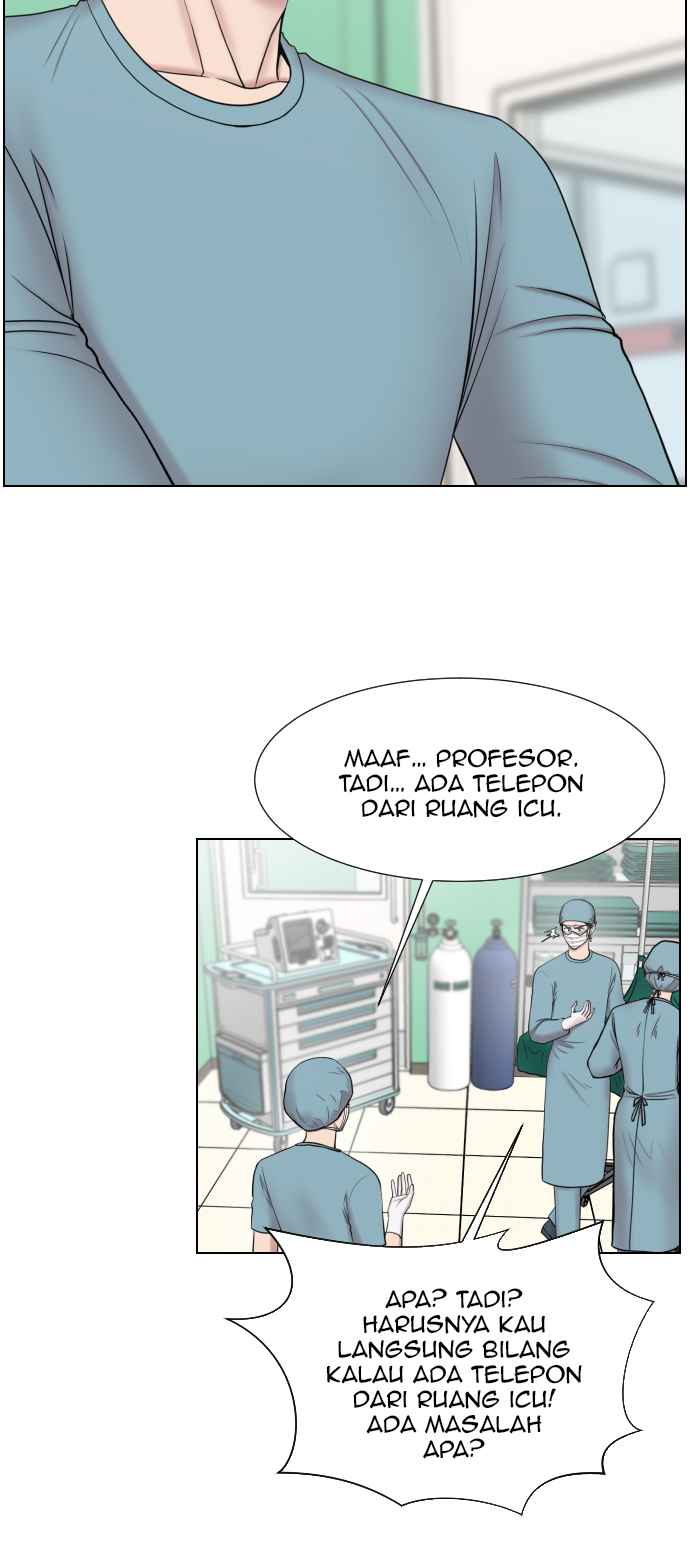 MAAF... PROFESOR.
TADI... ADA TELEPON
DARI RUANG ICU.
APA? TADI?
HARUSNYA KAU
LANGSUNG BILANG
KALAU ADA TELEPON
DARI RUANG ICU!
ADA MASALAH
APA?